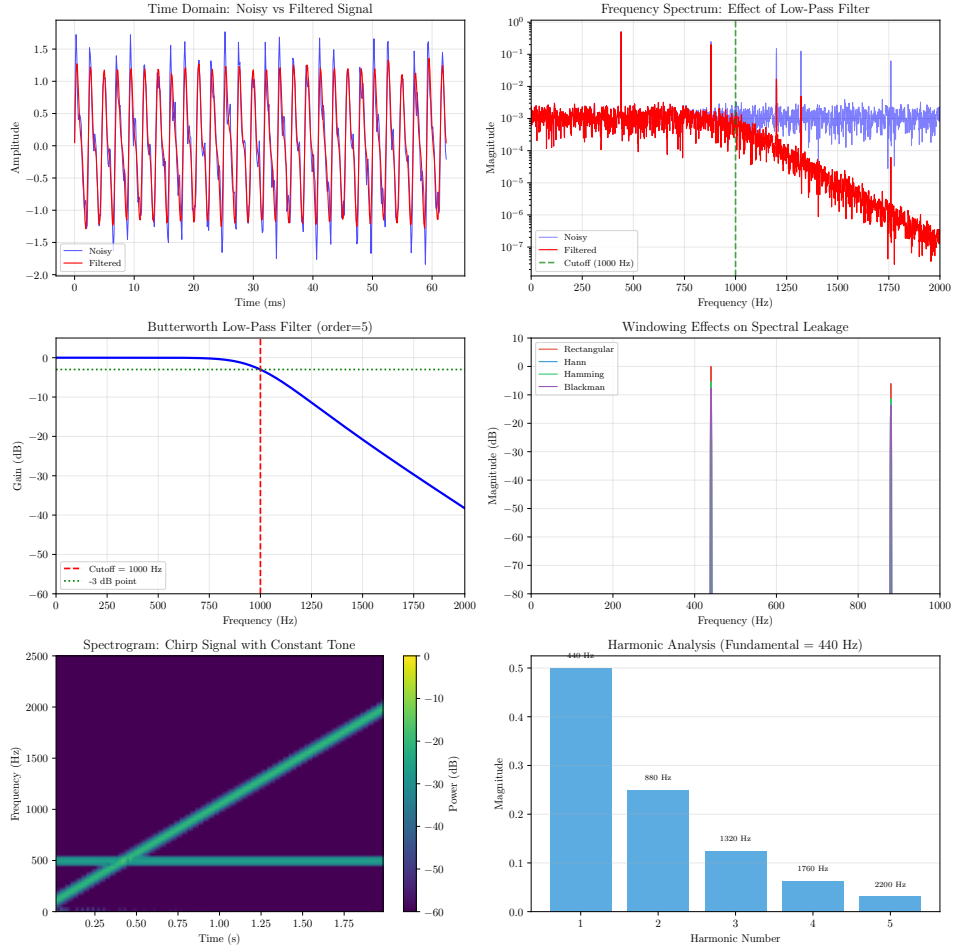 Time Domain: Noisy vs Filtered Signal
1.5
1.0
0.5
0.0
−0.5
−1.0
−1.5
−2.0
Amplitude
Noisy
Filtered
0 10 20 30 40 50 60
Time (ms)
Frequency Spectrum: Effect of Low-Pass Filter
10⁰
10⁻¹
10⁻²
10⁻³
10⁻⁴
10⁻⁵
10⁻⁶
10⁻⁷
Magnitude
Noisy
Filtered
Cutoff (1000 Hz)
0 250 500 750 1000 1250 1500 1750 2000
Frequency (Hz)
Butterworth Low-Pass Filter (order=5)
0
−10
−20
−30
−40
−50
−60
Gain (dB)
Cutoff = 1000 Hz
-3 dB point
0 250 500 750 1000 1250 1500 1750 2000
Frequency (Hz)
Windowing Effects on Spectral Leakage
10
0
−10
−20
−30
−40
−50
−60
−70
−80
Magnitude (dB)
Rectangular
Hann
Hamming
Blackman
0 200 400 600 800 1000
Frequency (Hz)
Spectrogram: Chirp Signal with Constant Tone
2500
2000
1500
1000
500
0
Frequency (Hz)
0.25 0.50 0.75 1.00 1.25 1.50 1.75
Time (s)
0
−10
−20
−30
−40
−50
−60
Power (dB)
Harmonic Analysis (Fundamental = 440 Hz)
0.5
0.4
0.3
0.2
0.1
0.0
Magnitude
440 Hz
880 Hz
1320 Hz
1760 Hz
2200 Hz
1 2 3 4 5
Harmonic Number